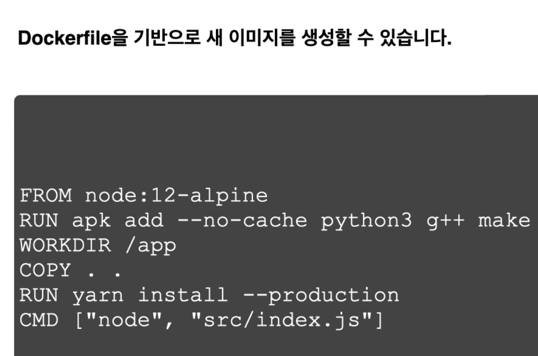 Dockerfile을 기반으로 새 이미지를 생성할 수 있습니다.
FROM node:12-alpine
RUN apk add --no-cache python3 g++ make
WORKDIR /app
COPY . .
RUN yarn install --production
CMD ["node", "src/index.js"]